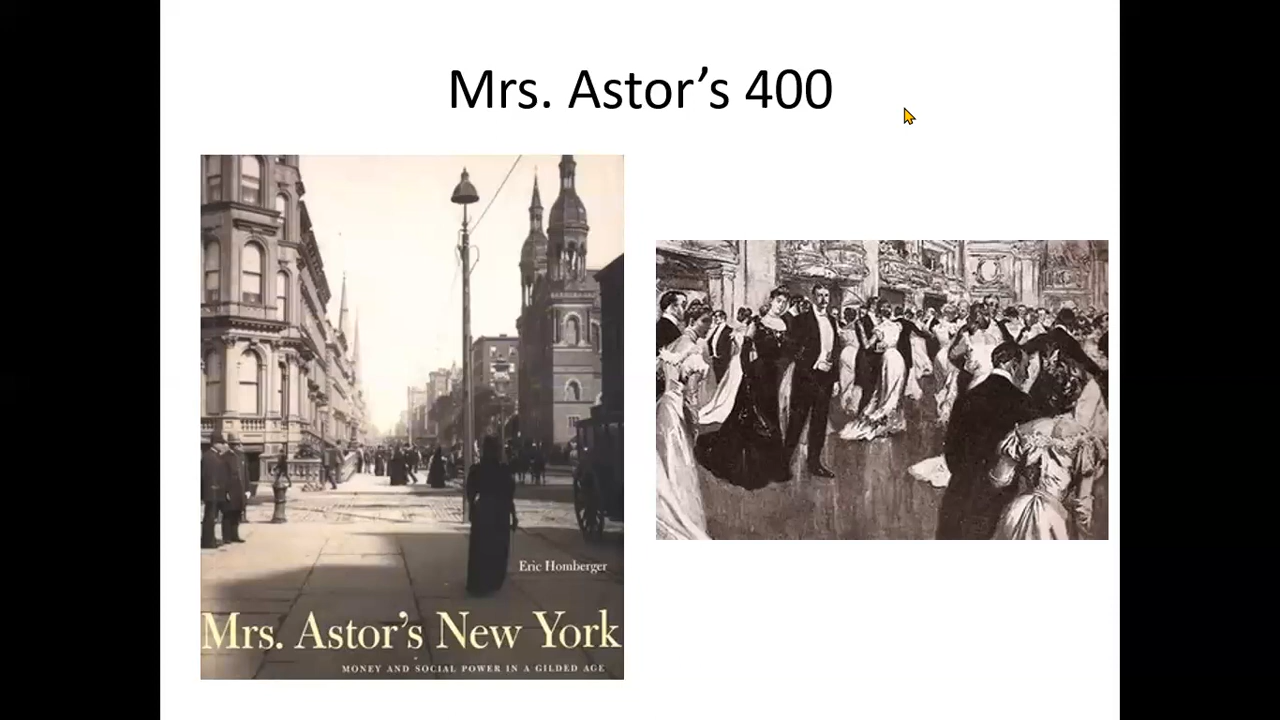 Mrs. Astor’s 400
Eric Homberger
Mrs. Astor’s New York
MONEY AND SOCIAL POWER IN A GILDED AGE